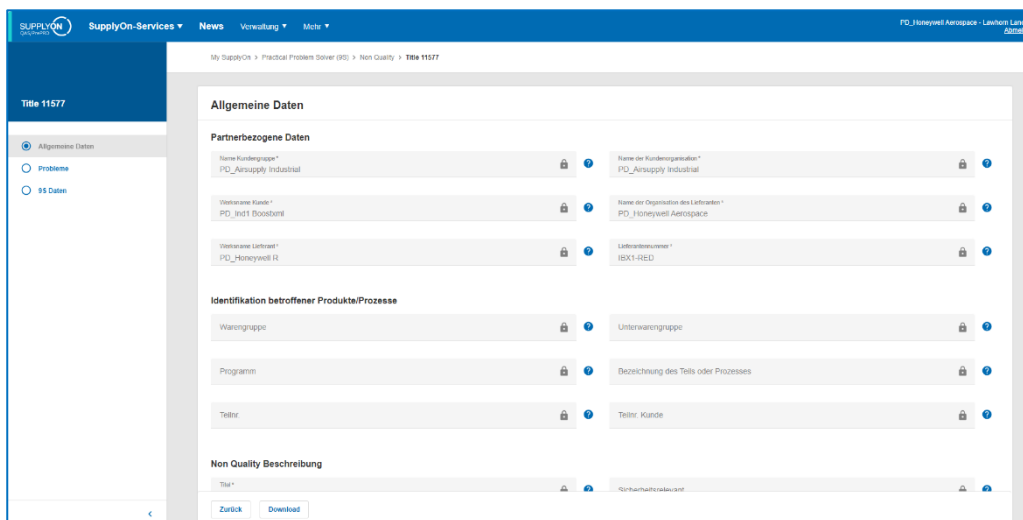 SUPPLYON
SupplyOn-Services News Verwaltung Mehr
PD_Honeywell Aerospace - Lawhorn
My SupplyOn > Practical Problem Solver (9S) > Non Quality > Title 11577
Title 11577
Allgemeine Daten
Probleme
9S Daten
Allgemeine Daten
Partnerbezogene Daten
Name Kundengruppe *
PD_Airsupply Industrial
Name der Kundenorganisation *
PD_Airsupply Industrial
Werksname Kunde *
PD_Ind1 Boostxml
Name der Organisation des Lieferanten *
PD_Honeywell Aerospace
Werksname Lieferant *
PD_Honeywell R
Lieferantennummer *
IBX1-RED
Identifikation betroffener Produkte/Prozesse
Warengruppe
Unterwarengruppe
Programm
Bezeichnung des Teils oder Prozesses
Teilnr.
Teilnr. Kunde
Non Quality Beschreibung
Titel *
Sicherheitsrelevant
Zurück Download